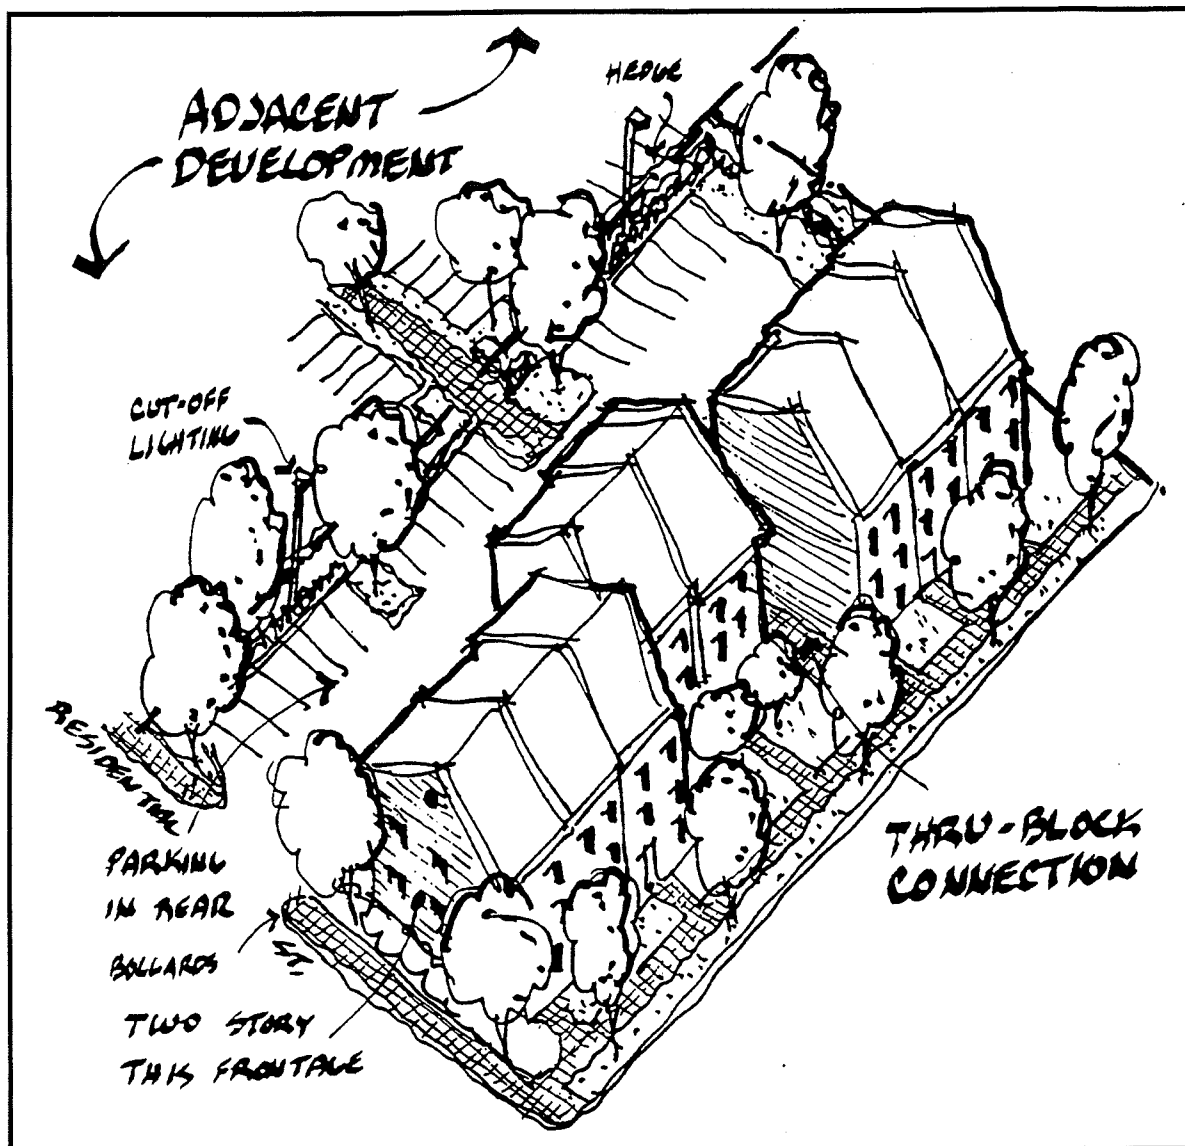 HEDGE
ADJACENT
DEVELOPMENT
CUT-OFF
LIGHTING
RESIDENTIAL
ST.
PARKING
IN REAR
BOLLARDS
TWO STORY
THIS FRONTAGE
THRU-BLOCK
CONNECTION